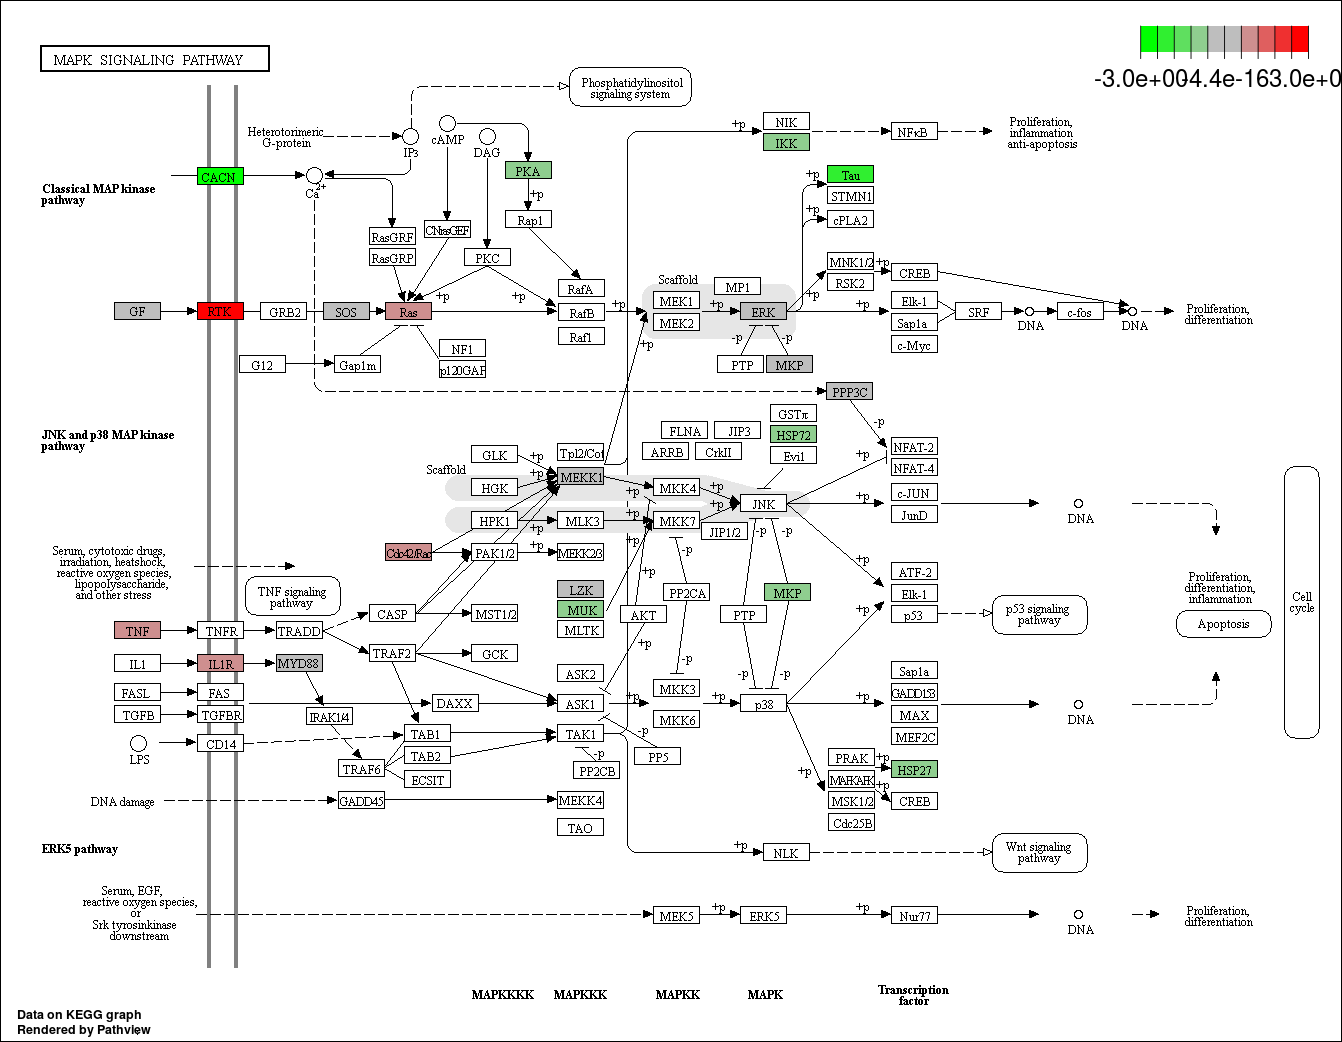 MAPK SIGNALING PATHWAY
-3.0e+00
-4.4e-16
3.0e+0
Phosphatidylinositol
signaling system
Heterotorimeric
G-protein
IP3
cAMP
DAG
PKA
+p
NIK
IKK
+p
NFκB
Proliferation,
inflammation
anti-apoptosis
Classical MAP kinase
pathway
CACN
Ca2+
Rap1
RasGRF
RasGRP
CNrasGEF
PKC
Tau
STMN1
cPLA2
+p
+p
MNK1/2
RSK2
+p
+p
CREB
RafA
RafB
Raf1
Scaffold
MEK1
MEK2
MP1
ERK
GF
RTK
GRB2
SOS
Ras
+p
+p
+p
+p
+p
Elk-1
Sap1a
c-Myc
SRF
DNA
c-fos
DNA
Proliferation,
differentiation
G12
Gap1m
NF1
p120GAP
+p
-p
-p
PTP
MKP
PPP3C
-p
JNK and p38 MAP kinase
pathway
Scaffold
GLK
HGK
HPK1
PAK1/2
+p
+p
+p
+p
Tpl2/Cot
MEKK1
MLK3
MEKK2/3
FLNA
JIP3
ARRB
CrkII
GSTπ
HSP72
Evi1
MKK4
MKK7
+p
+p
+p
+p
+p
JNK
JIP1/2
+p
+p
+p
+p
NFAT-2
NFAT-4
c-JUN
JunD
DNA
ATF-2
Elk-1
p53
p53 signaling
pathway
Proliferation,
differentiation,
inflammation
Apoptosis
Cell
cycle
Serum, cytotoxic drugs,
irradiation, heatshock,
reactive oxygen species,
lipopolysaccharide,
and other stress
TNF signaling
pathway
Cdc42/Rac
LZK
MUK
MLTK
AKT
PP2CA
PTP
MKP
-p
-p
-p
-p
-p
-p
+p
+p
CASP
MST1/2
TNF
TNFR
TRADD
TRAF2
GCK
IL1
IL1R
MYD88
ASK2
FASL
FAS
DAXX
ASK1
+p
MKK3
MKK6
+p
p38
+p
TGFB
TGFBR
IRAK1/4
LPS
CD14
TAB1
TAB2
ECSIT
TRAF6
TAK1
-p
-p
PP2CB
PP5
Sap1a
GADD153
MAX
MEF2C
DNA
PRAK
MAPKAPK
MSK1/2
Cdc25B
+p
+p
+p
HSP27
CREB
DNA damage
GADD45
MEKK4
TAO
ERK5 pathway
+p
NLK
Wnt signaling
pathway
Serum, EGF,
reactive oxygen species,
or
Srk tyrosinkinase
downstream
MEK5
+p
ERK5
+p
Nur77
DNA
Proliferation,
differentiation
MAPKKKK
MAPKKK
MAPKK
MAPK
Transcription
factor
Data on KEGG graph
Rendered by Pathview